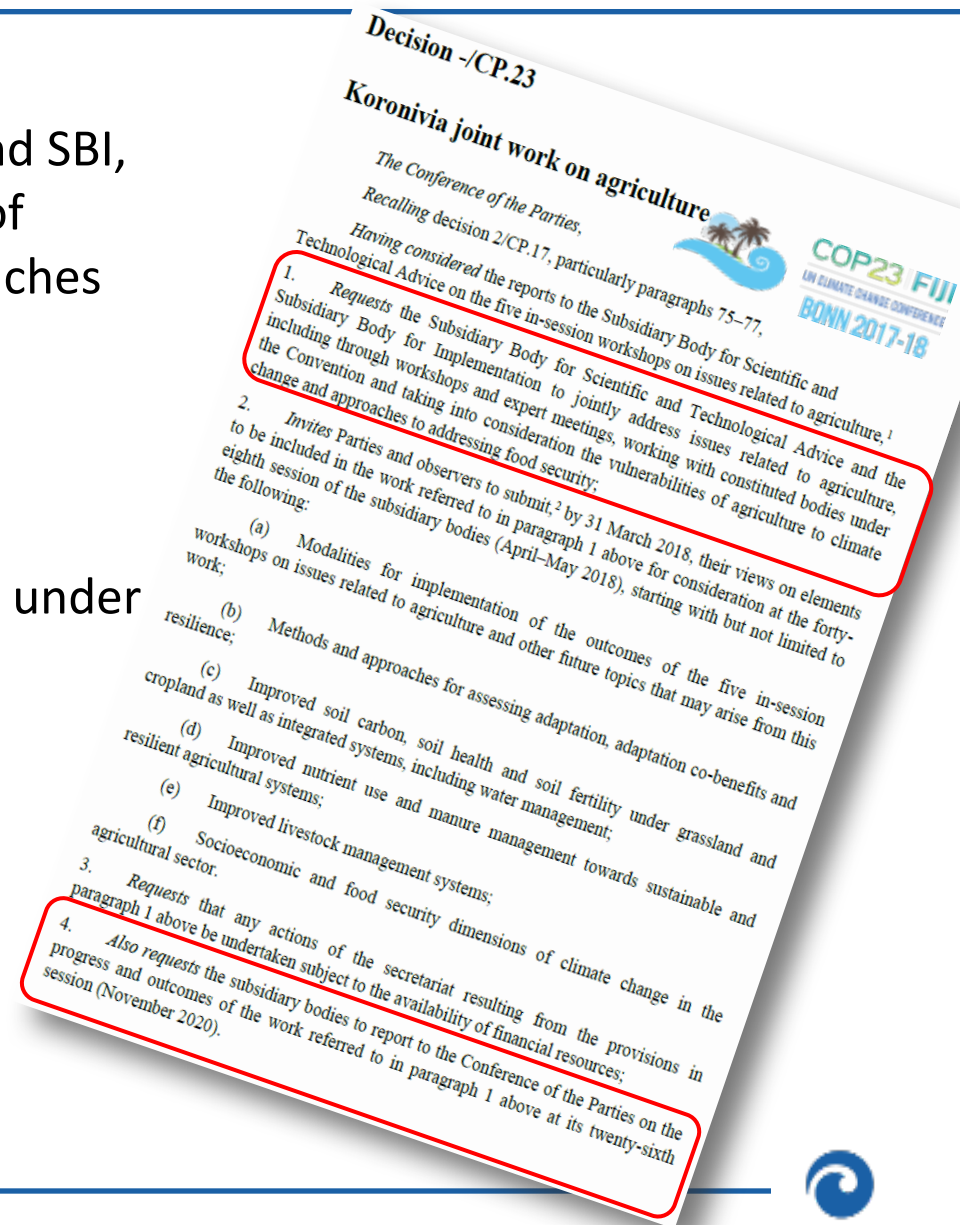 nd SBI,
of
ches
under
Decision -/CP.23
Koronivia joint work on agriculture
The Conference of the Parties,
Recalling decision 2/CP.17, particularly paragraphs 75–77,
Having considered the reports to the Subsidiary Body for Scientific and
Technological Advice on the five in-session workshops on issues related to agriculture,1
COP23 FIJI
UN CLIMATE CHANGE CONFERENCE
BONN 2017-18
1. Requests the Subsidiary Body for Scientific and Technological Advice and the
Subsidiary Body for Implementation to jointly address issues related to agriculture,
including through workshops and expert meetings, working with constituted bodies under
the Convention and taking into consideration the vulnerabilities of agriculture to climate
change and approaches to addressing food security;
2. Invites Parties and observers to submit,2 by 31 March 2018, their views on elements
to be included in the work referred to in paragraph 1 above for consideration at the forty-
eighth session of the subsidiary bodies (April–May 2018), starting with but not limited to
the following:
(a) Modalities for implementation of the outcomes of the five in-session
workshops on issues related to agriculture and other future topics that may arise from this
work;
(b) Methods and approaches for assessing adaptation, adaptation co-benefits and
resilience;
(c) Improved soil carbon, soil health and soil fertility under grassland and
cropland as well as integrated systems, including water management;
(d) Improved nutrient use and manure management towards sustainable and
resilient agricultural systems;
(e) Improved livestock management systems;
(f) Socioeconomic and food security dimensions of climate change in the
agricultural sector.
3. Requests that any actions of the secretariat resulting from the provisions in
paragraph 1 above be undertaken subject to the availability of financial resources;
4. Also requests the subsidiary bodies to report to the Conference of the Parties on the
progress and outcomes of the work referred to in paragraph 1 above at its twenty-sixth
session (November 2020).